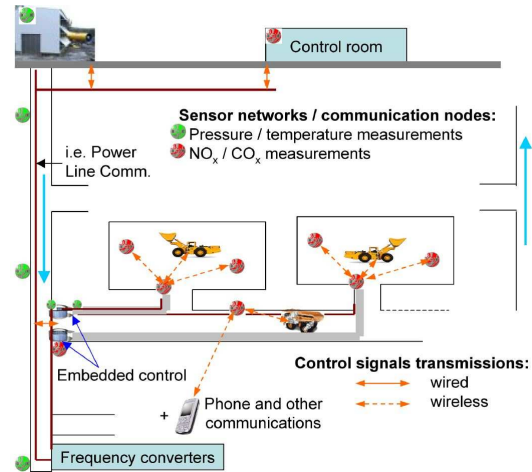 Control room
Sensor networks / communication nodes:
Pressure / temperature measurements
NOx / COx measurements
i.e. Power
Line Comm.
Embedded control
Control signals transmissions:
wired
wireless
+ Phone and other
communications
Frequency converters